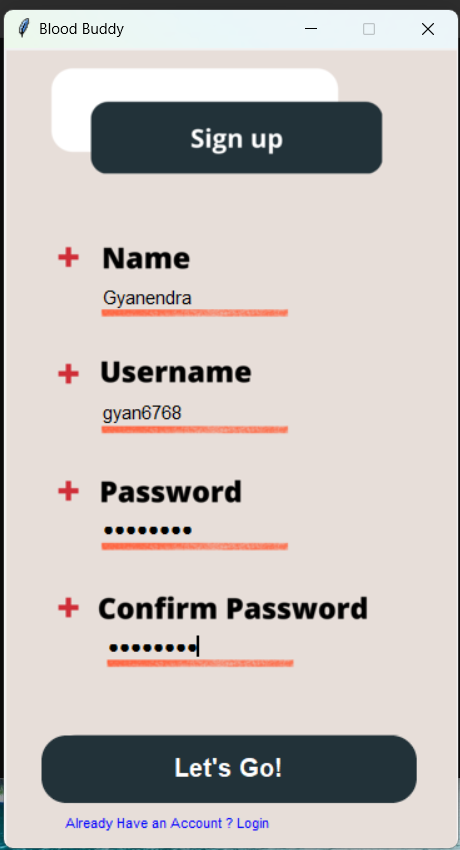 Blood Buddy
Sign up
Name
Gyanendra
Username
gyan6768
Password
••••••••
Confirm Password
••••••••
Let's Go!
Already Have an Account ? Login